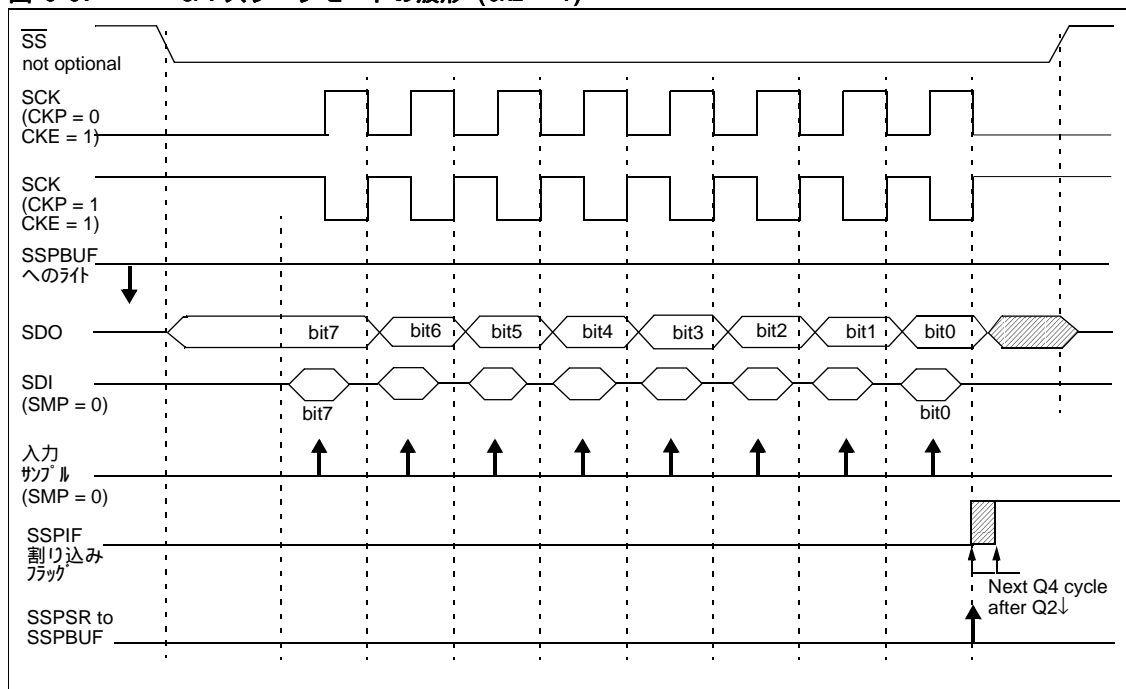 SS
not optional
SCK
(CKP = 0
CKE = 1)
SCK
(CKP = 1
CKE = 1)
SSPBUF
へのライト
SDO
bit7 bit6 bit5 bit4 bit3 bit2 bit1 bit0
SDI
(SMP = 0)
bit7 bit0
入力
サンプル
(SMP = 0)
SSPIF
割り込み
フラッグ
Next Q4 cycle
after Q2↓
SSPSR to
SSPBUF